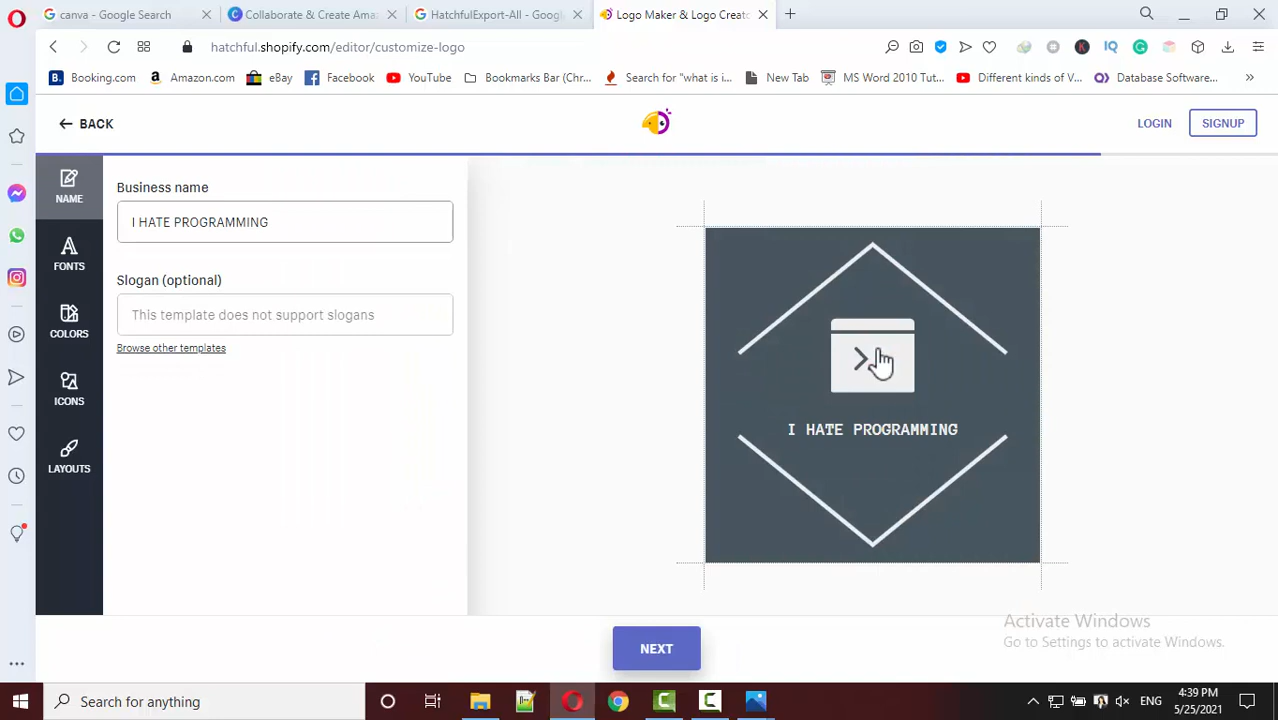 canva - Google Search
Collaborate & Create Ama
HatchfulExport-All - Goog
Logo Maker & Logo Creato
hatchful.shopify.com/editor/customize-logo
Booking.com
Amazon.com
eBay
Facebook
YouTube
Bookmarks Bar (Chr...
Search for "what is i...
New Tab
MS Word 2010 Tut...
Different kinds of V...
Database Software...
BACK
LOGIN
SIGNUP
NAME
FONTS
COLORS
ICONS
LAYOUTS
Business name
I HATE PROGRAMMING
Slogan (optional)
This template does not support slogans
Browse other templates
I HATE PROGRAMMING
NEXT
Activate Windows
Go to Settings to activate Windows.
Search for anything
ENG
4:39 PM
5/25/2021